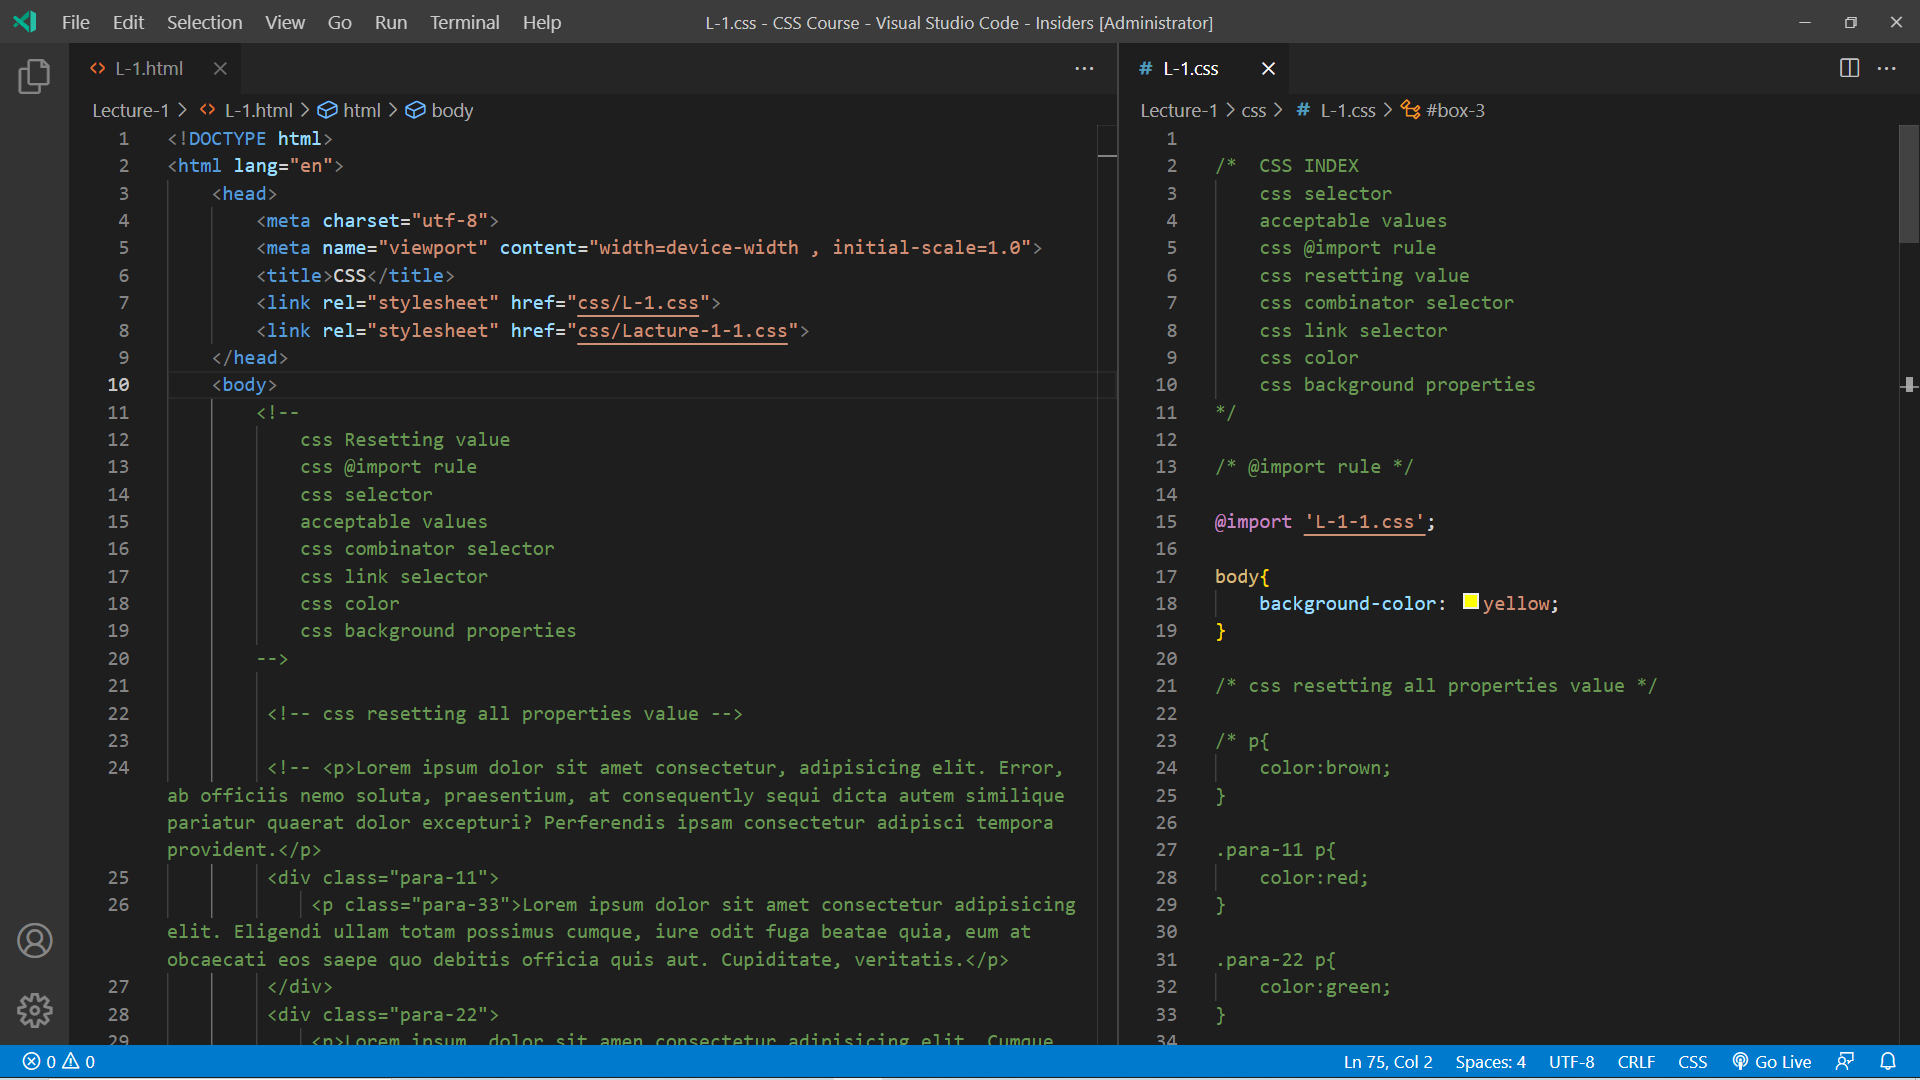 File Edit Selection View Go Run Terminal Help L-1.css - CSS Course - Visual Studio Code - Insiders [Administrator]
L-1.html
Lecture-1 > L-1.html > html > body
1 <!DOCTYPE html>
2 <html lang="en">
3 <head>
4 <meta charset="utf-8">
5 <meta name="viewport" content="width=device-width , initial-scale=1.0">
6 <title>CSS</title>
7 <link rel="stylesheet" href="css/L-1.css">
8 <link rel="stylesheet" href="css/Lacture-1-1.css">
9 </head>
10 <body>
11 <!--
12 css Resetting value
13 css @import rule
14 css selector
15 acceptable values
16 css combinator selector
17 css link selector
18 css color
19 css background properties
20 -->
21
22 <!-- css resetting all properties value -->
23
24 <!-- <p>Lorem ipsum dolor sit amet consectetur, adipisicing elit. Error,
ab officiis nemo soluta, praesentium, at consequently sequi dicta autem similique
pariatur quaerat dolor excepturi? Perferendis ipsam consectetur adipisci tempora
provident.</p>
25 <div class="para-11">
26 <p class="para-33">Lorem ipsum dolor sit amet consectetur adipisicing
elit. Eligendi ullam totam possimus cumque, iure odit fuga beatae quia, eum at
obcaecati eos saepe quo debitis officia quis aut. Cupiditate, veritatis.</p>
27 </div>
28 <div class="para-22">
29 <p>Lorem ipsum, dolor sit amen consectetur adipisicing elit. Cumque
# L-1.css
Lecture-1 > css > # L-1.css > #box-3
1
2 /* CSS INDEX
3 css selector
4 acceptable values
5 css @import rule
6 css resetting value
7 css combinator selector
8 css link selector
9 css color
10 css background properties
11 */
12
13 /* @import rule */
14
15 @import 'L-1-1.css';
16
17 body{
18 background-color: yellow;
19 }
20
21 /* css resetting all properties value */
22
23 /* p{
24 color:brown;
25 }
26
27 .para-11 p{
28 color:red;
29 }
30
31 .para-22 p{
32 color:green;
33 }
34
0 0 Ln 75, Col 2 Spaces: 4 UTF-8 CRLF CSS Go Live